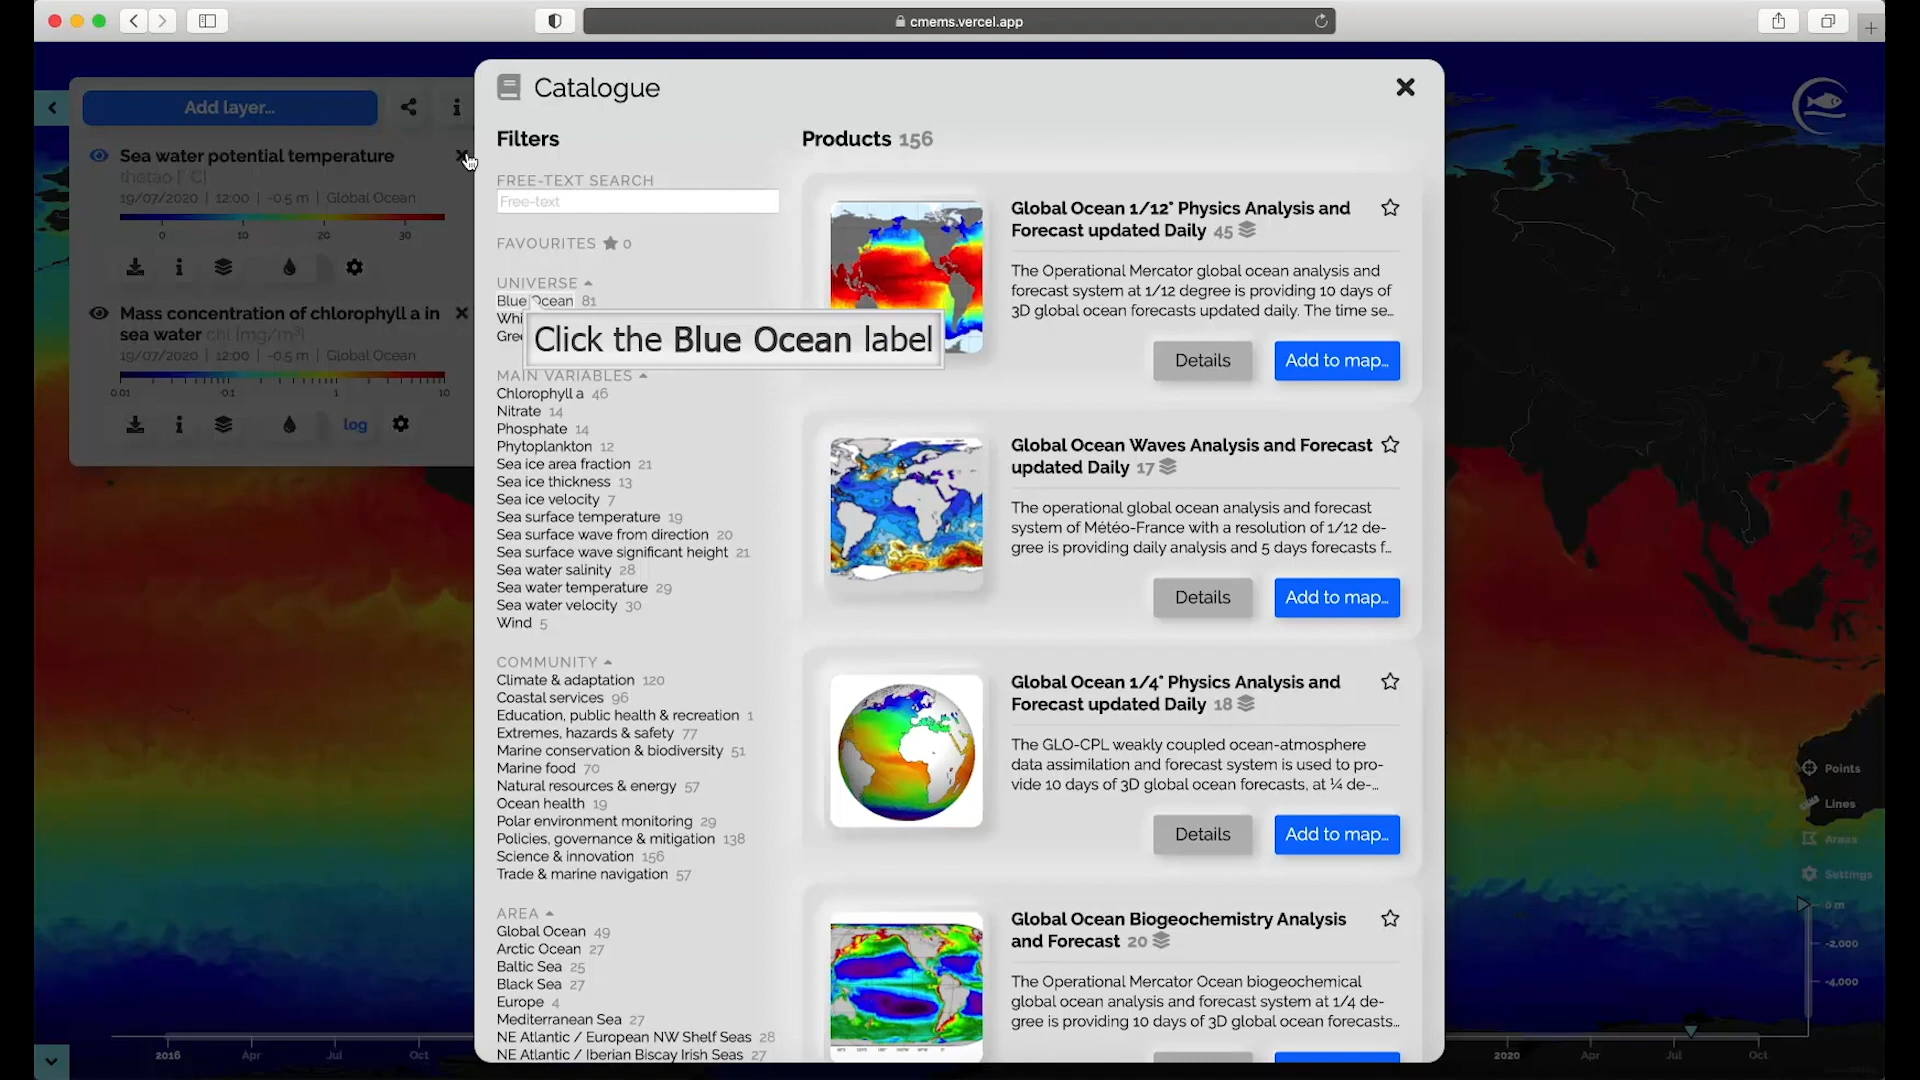 cmems.vercel.app
Add layer...
Sea water potential temperature
thetao [°C]
19/07/2020 | 12:00 | -0.5 m | Global Ocean
0 10 20 30
Mass concentration of chlorophyll a in
sea water chl [mg/m³]
19/07/2020 | 12:00 | -0.5 m | Global Ocean
0.01 0.1 1 10
log
Catalogue
Filters
FREE-TEXT SEARCH
Free-text
FAVOURITES ★ 0
UNIVERSE
Blue Ocean 81
Whi
Gre
Click the Blue Ocean label
MAIN VARIABLES
Chlorophyll a 46
Nitrate 14
Phosphate 14
Phytoplankton 12
Sea ice area fraction 21
Sea ice thickness 13
Sea ice velocity 7
Sea surface temperature 19
Sea surface wave from direction 20
Sea surface wave significant height 21
Sea water salinity 28
Sea water temperature 29
Sea water velocity 30
Wind 5
COMMUNITY
Climate & adaptation 120
Coastal services 96
Education, public health & recreation 1
Extremes, hazards & safety 77
Marine conservation & biodiversity 51
Marine food 70
Natural resources & energy 57
Ocean health 19
Polar environment monitoring 29
Policies, governance & mitigation 138
Science & innovation 156
Trade & marine navigation 57
AREA
Global Ocean 49
Arctic Ocean 27
Baltic Sea 25
Black Sea 27
Europe 4
Mediterranean Sea 27
NE Atlantic / European NW Shelf Seas 28
NE Atlantic / Iberian Biscay Irish Seas 27
Products 156
Global Ocean 1/12° Physics Analysis and
Forecast updated Daily 45
The Operational Mercator global ocean analysis and
forecast system at 1/12 degree is providing 10 days of
3D global ocean forecasts updated daily. The time se...
Details Add to map...
Global Ocean Waves Analysis and Forecast
updated Daily 17
The operational global ocean analysis and forecast
system of Météo-France with a resolution of 1/12 de-
gree is providing daily analysis and 5 days forecasts f...
Details Add to map...
Global Ocean 1/4° Physics Analysis and
Forecast updated Daily 18
The GLO-CPL weakly coupled ocean-atmosphere
data assimilation and forecast system is used to pro-
vide 10 days of 3D global ocean forecasts, at ¼ de-...
Details Add to map...
Global Ocean Biogeochemistry Analysis
and Forecast 20
The Operational Mercator Ocean biogeochemical
global ocean analysis and forecast system at 1/4 de-
gree is providing 10 days of 3D global ocean forecasts...
Points
Lines
Areas
Settings
0 m
-2,000
-4,000
2016 Apr Jul Oct
2020 Apr Jul Oct